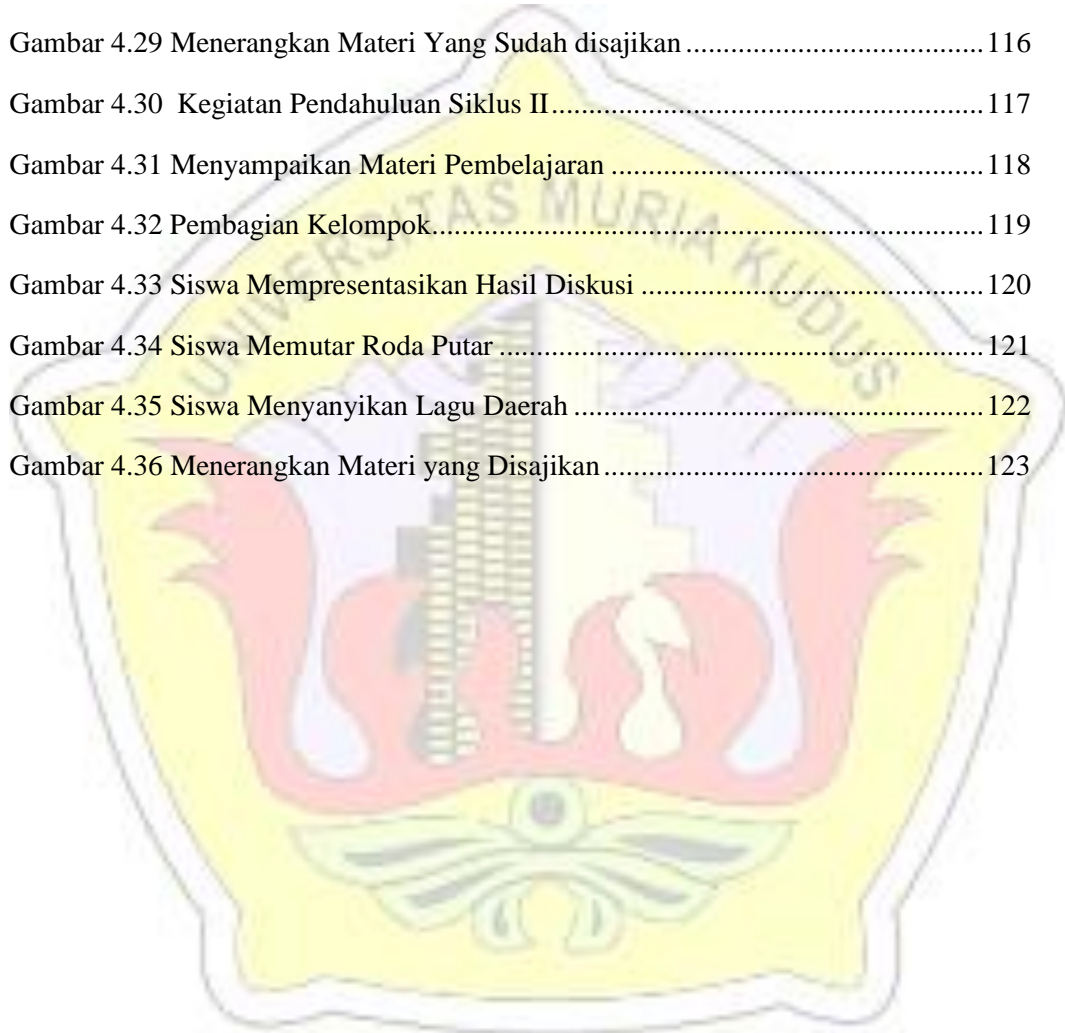 Gambar 4.29 Menerangkan Materi Yang Sudah disajikan ................................ 116
Gambar 4.30  Kegiatan Pendahuluan Siklus II ................................ 117
Gambar 4.31 Menyampaikan Materi Pembelajaran ................................ 118
Gambar 4.32 Pembagian Kelompok ................................ 119
Gambar 4.33 Siswa Mempresentasikan Hasil Diskusi ................................ 120
Gambar 4.34 Siswa Memutar Roda Putar ................................ 121
Gambar 4.35 Siswa Menyanyikan Lagu Daerah ................................ 122
Gambar 4.36 Menerangkan Materi yang Disajikan ................................ 123
UNIVERSITAS MURIA KUDUS